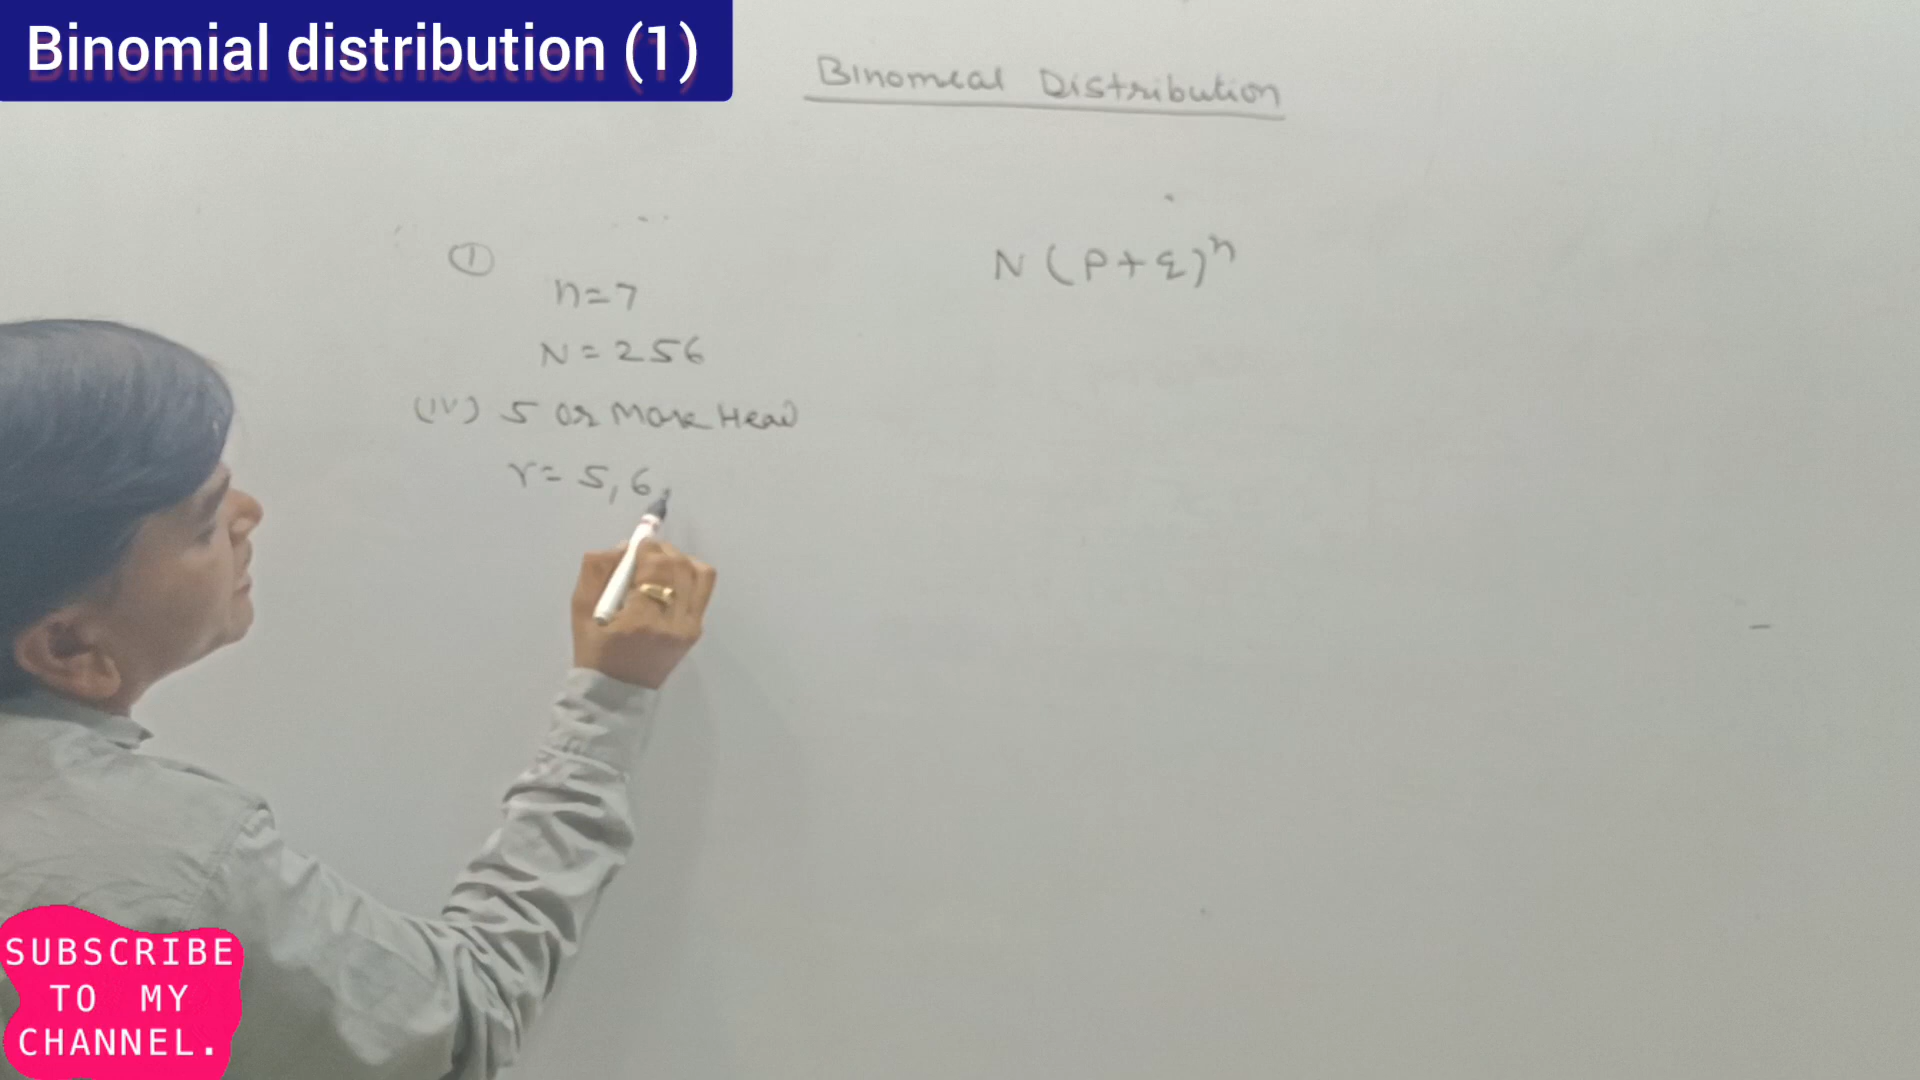 Binomial distribution (1)
Binomeal Distribution
①
n=7
N = 256
(IV) 5 or More Head
r= 5, 6,
N (P+q)ⁿ
SUBSCRIBE
TO MY
CHANNEL.